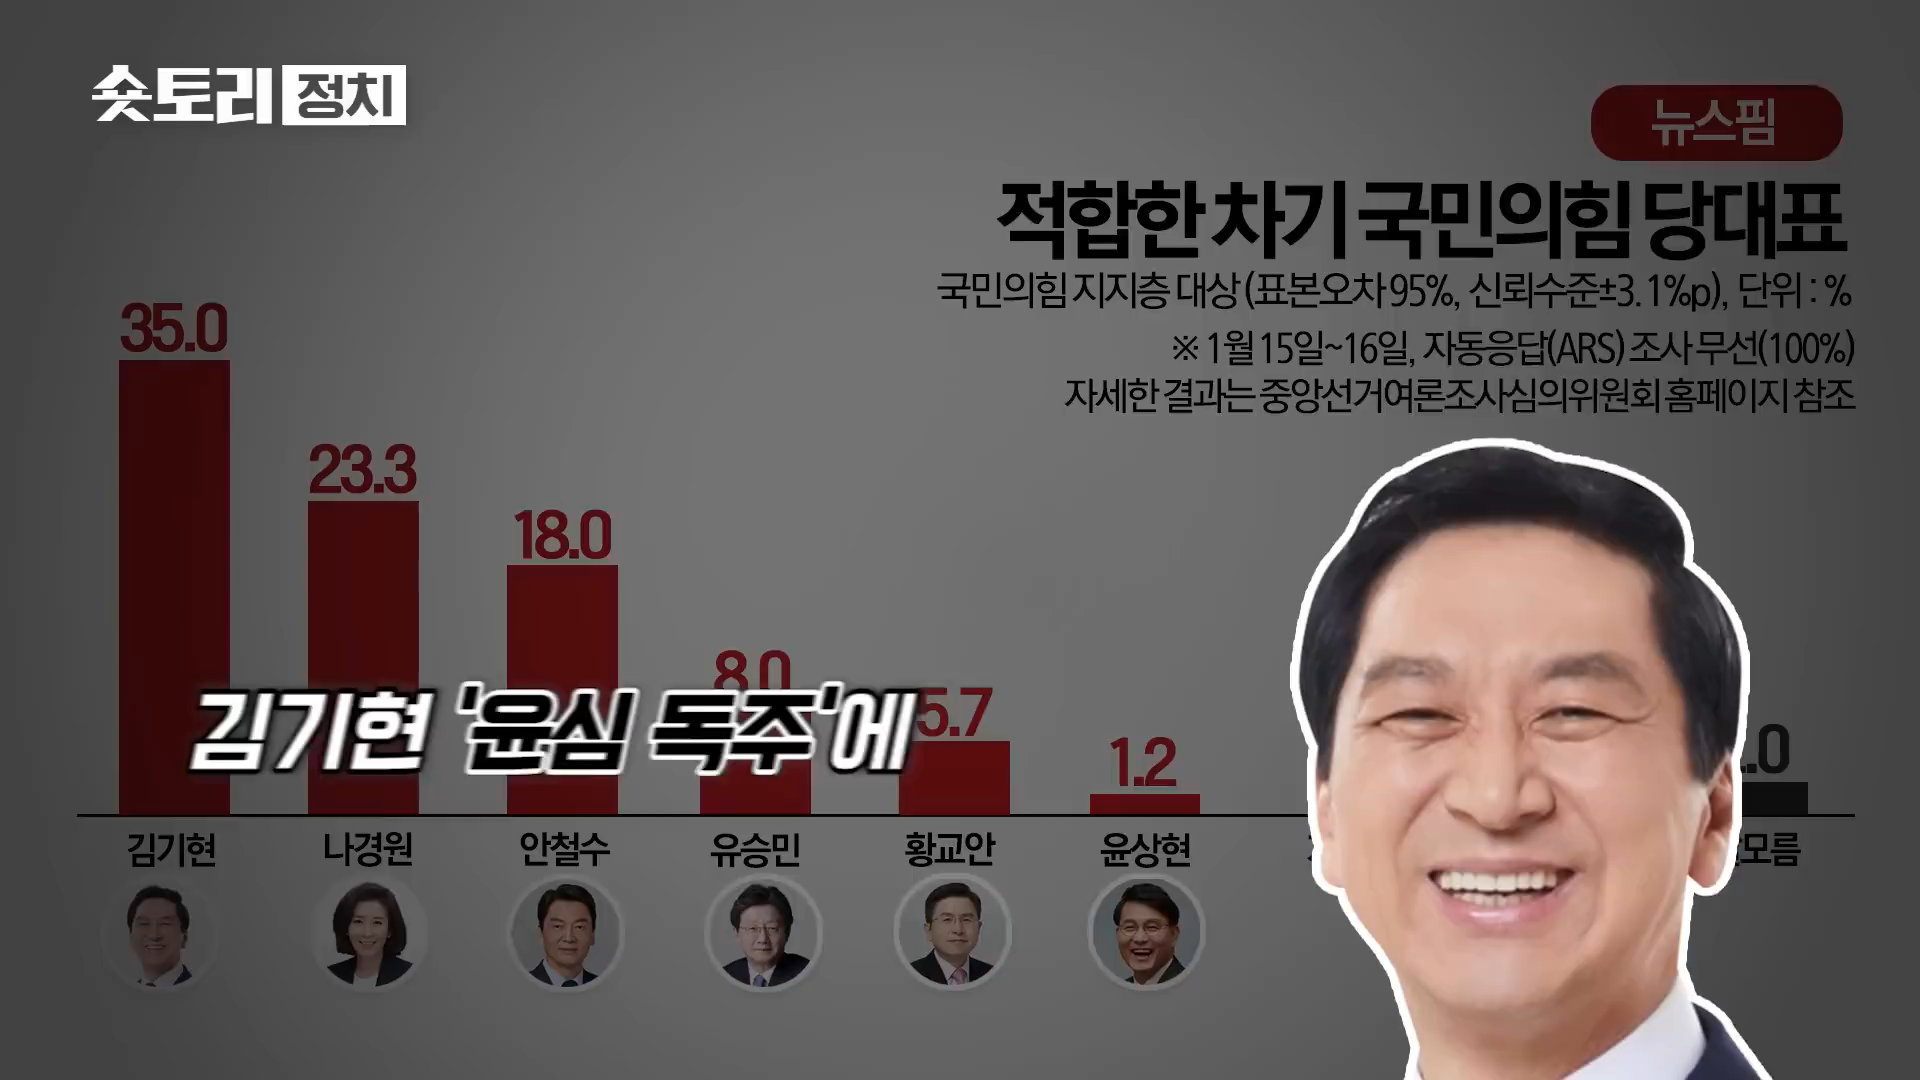 숏토리 정치
뉴스핌
적합한 차기 국민의힘 당대표
국민의힘 지지층 대상 (표본오차 95%, 신뢰수준±3.1%p), 단위 : %
※ 1월 15일~16일, 자동응답(ARS) 조사 무선(100%)
자세한 결과는 중앙선거여론조사심의위원회 홈페이지 참조
35.0
23.3
18.0
8.0
5.7
1.2
.0
김기현 '윤심 독주'에
김기현
나경원
안철수
유승민
황교안
윤상현
모름